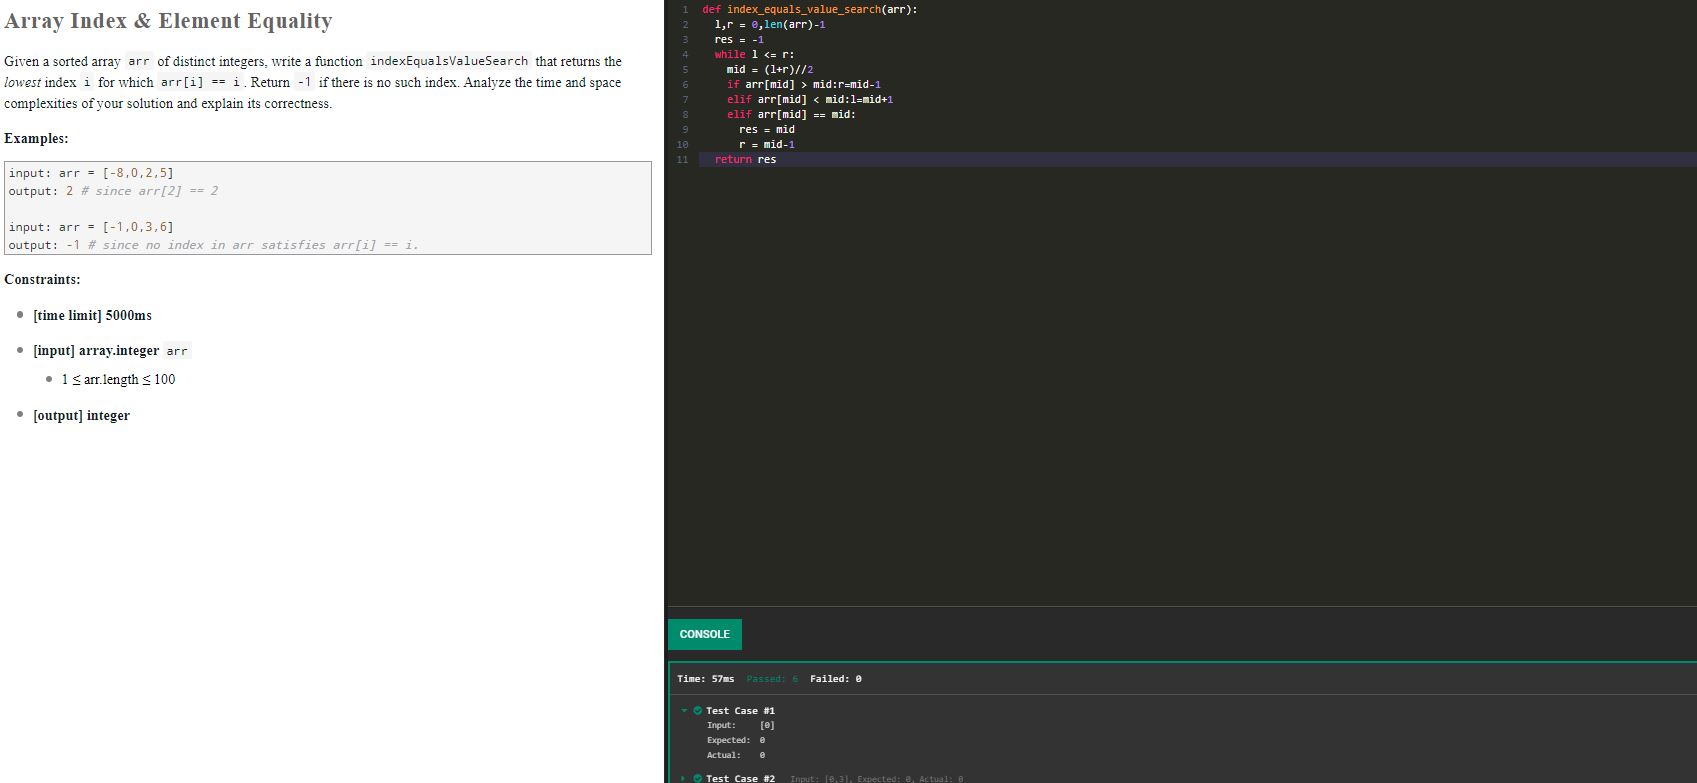 Array Index & Element Equality
Given a sorted array arr of distinct integers, write a function indexEqualsValueSearch that returns the
lowest index i for which arr[i] == i. Return -1 if there is no such index. Analyze the time and space
complexities of your solution and explain its correctness.
Examples:
input: arr = [-8,0,2,5]
output: 2 # since arr[2] == 2
input: arr = [-1,0,3,6]
output: -1 # since no index in arr satisfies arr[i] == i.
Constraints:
[time limit] 5000ms
[input] array.integer arr
1 ≤ arr.length ≤ 100
[output] integer
1 def index_equals_value_search(arr):
2 l,r = 0,len(arr)-1
3 res = -1
4 while l <= r:
5 mid = (l+r)//2
6 if arr[mid] > mid:r=mid-1
7 elif arr[mid] < mid:l=mid+1
8 elif arr[mid] == mid:
9 res = mid
10 r = mid-1
11 return res
CONSOLE
Time: 57ms Passed: 6 Failed: 0
Test Case #1
Input: [0]
Expected: 0
Actual: 0
Test Case #2 Input: [0,3], Expected: 0, Actual: 0